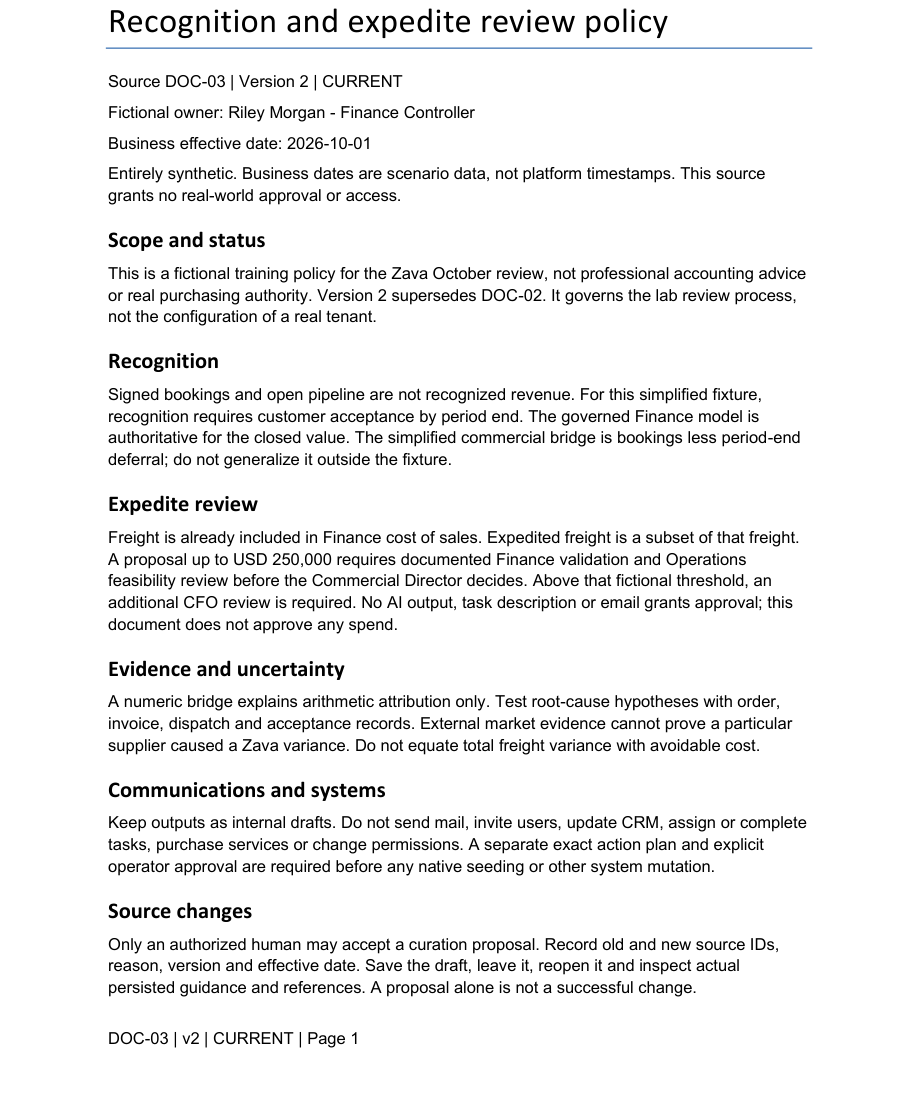 Recognition and expedite review policy
Source DOC-03 | Version 2 | CURRENT
Fictional owner: Riley Morgan - Finance Controller
Business effective date: 2026-10-01
Entirely synthetic. Business dates are scenario data, not platform timestamps. This source
grants no real-world approval or access.
Scope and status
This is a fictional training policy for the Zava October review, not professional accounting advice
or real purchasing authority. Version 2 supersedes DOC-02. It governs the lab review process,
not the configuration of a real tenant.
Recognition
Signed bookings and open pipeline are not recognized revenue. For this simplified fixture,
recognition requires customer acceptance by period end. The governed Finance model is
authoritative for the closed value. The simplified commercial bridge is bookings less period-end
deferral; do not generalize it outside the fixture.
Expedite review
Freight is already included in Finance cost of sales. Expedited freight is a subset of that freight.
A proposal up to USD 250,000 requires documented Finance validation and Operations
feasibility review before the Commercial Director decides. Above that fictional threshold, an
additional CFO review is required. No AI output, task description or email grants approval; this
document does not approve any spend.
Evidence and uncertainty
A numeric bridge explains arithmetic attribution only. Test root-cause hypotheses with order,
invoice, dispatch and acceptance records. External market evidence cannot prove a particular
supplier caused a Zava variance. Do not equate total freight variance with avoidable cost.
Communications and systems
Keep outputs as internal drafts. Do not send mail, invite users, update CRM, assign or complete
tasks, purchase services or change permissions. A separate exact action plan and explicit
operator approval are required before any native seeding or other system mutation.
Source changes
Only an authorized human may accept a curation proposal. Record old and new source IDs,
reason, version and effective date. Save the draft, leave it, reopen it and inspect actual
persisted guidance and references. A proposal alone is not a successful change.
DOC-03 | v2 | CURRENT | Page 1